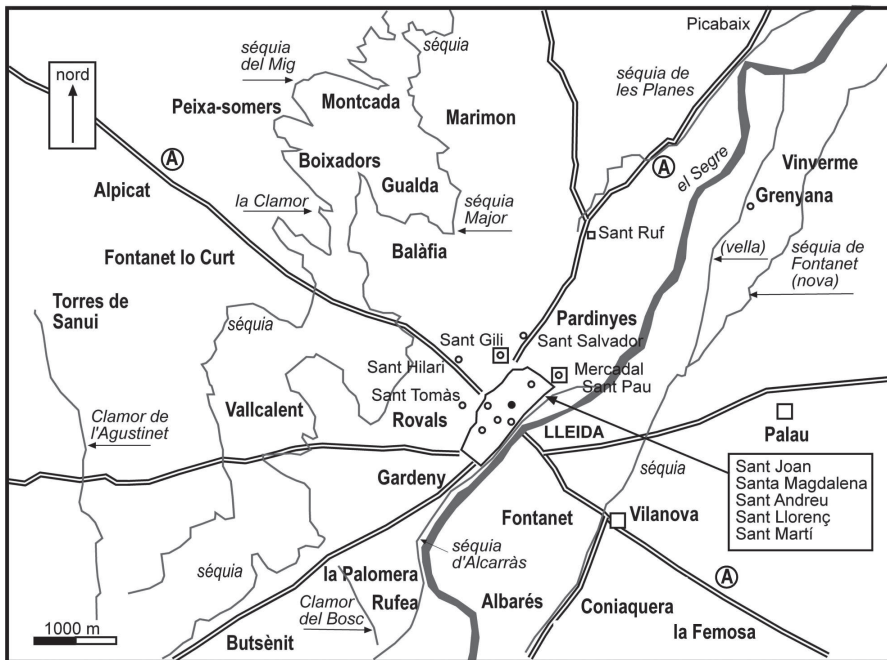 Picabaix
séquia
séquia
del Mig
nord
Montcada
Peixa-somers
séquia de
les Planes
Marimon
A
Boixadors
A
el Segre
Vinverme
Alpicat
Gualda
Grenyana
la Clamor
séquia
Major
Sant Ruf
Fontanet lo Curt
Balàfia
(vella)
séquia de
Fontanet
(nova)
Torres de
Sanui
séquia
Pardinyes
Sant Gili
Sant Salvador
Sant Hilari
Mercadal
Sant Pau
Sant Tomàs
Vallcalent
Rovals
Clamor de
l'Agustinet
LLEIDA
Palau
Gardeny
séquia
Sant Joan
Santa Magdalena
Sant Andreu
Sant Llorenç
Sant Martí
Fontanet
Vilanova
séquia
d'Alcarràs
séquia
la Palomera
A
Clamor
del Bosc
Rufea
Albarés
Coniaquera
la Femosa
1000 m
Butsènit